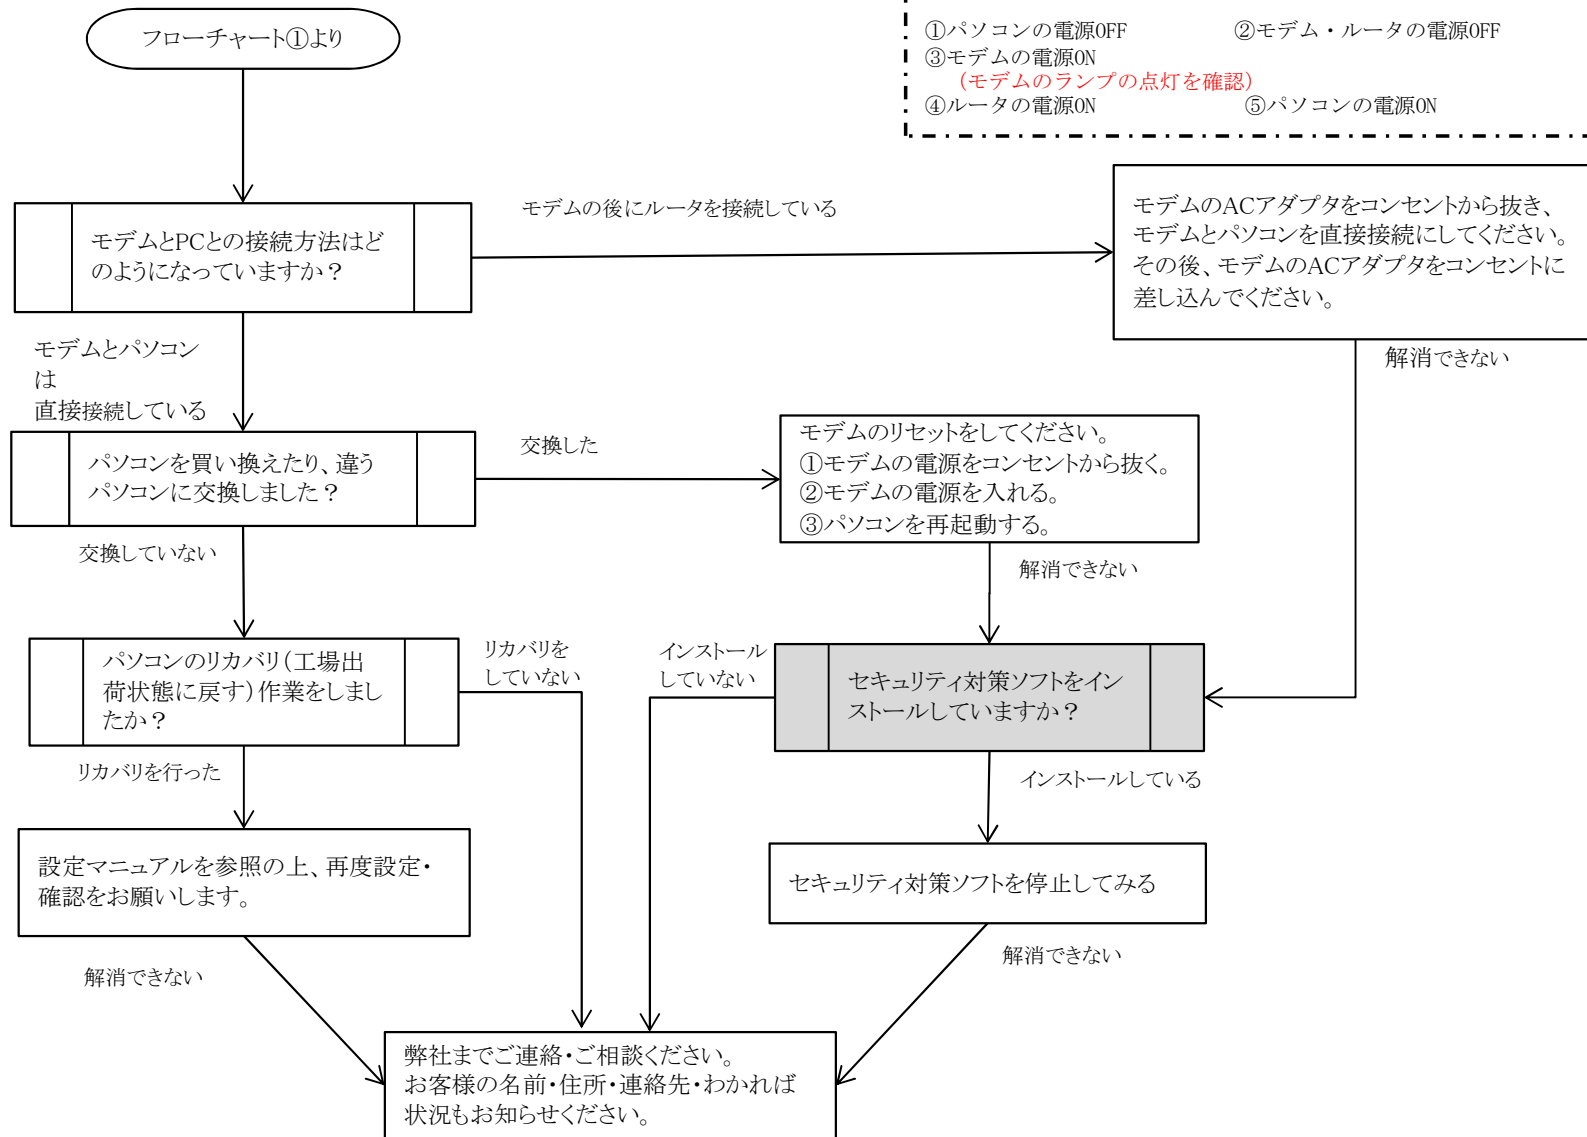 フローチャート①より
①パソコンの電源OFF ②モデム・ルータの電源OFF
③モデムの電源ON
(モデムのランプの点灯を確認)
④ルータの電源ON ⑤パソコンの電源ON
モデムとPCとの接続方法はど
のようになっていますか？
モデムの後にルータを接続している
モデムのACアダプタをコンセントから抜き、
モデムとパソコンを直接接続にしてください。
その後、モデムのACアダプタをコンセントに
差し込んでください。
モデムとパソコン
は
直接接続している
解消できない
パソコンを買い換えたり、違う
パソコンに交換しました？
交換した
モデムのリセットをしてください。
①モデムの電源をコンセントから抜く。
②モデムの電源を入れる。
③パソコンを再起動する。
交換していない
解消できない
パソコンのリカバリ(工場出
荷状態に戻す)作業をしまし
たか？
リカバリを
していない
インストール
していない
セキュリティ対策ソフトをイン
ストールしていますか？
リカバリを行った
インストールしている
設定マニュアルを参照の上、再度設定・
確認をお願いします。
セキュリティ対策ソフトを停止してみる
解消できない
解消できない
弊社までご連絡・ご相談ください。
お客様の名前・住所・連絡先・わかれば
状況もお知らせください。